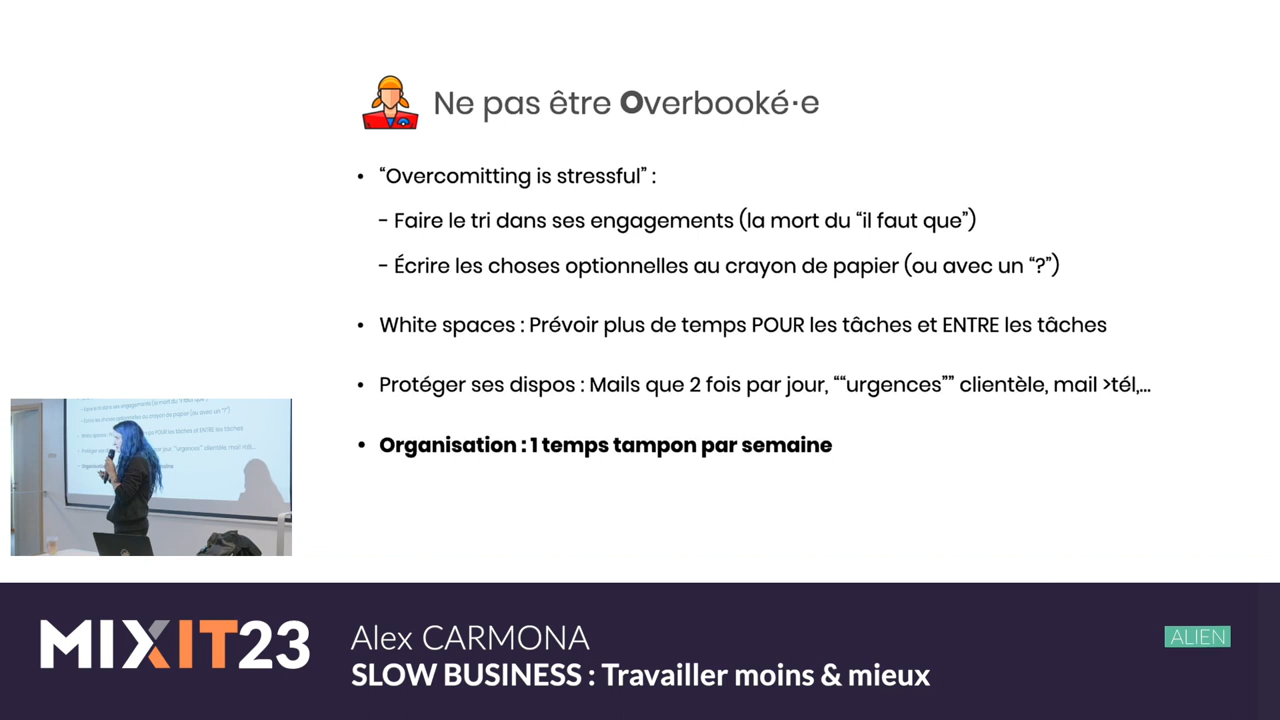 Ne pas être Overbooké·e
• “Overcomitting is stressful” :
- Faire le tri dans ses engagements (la mort du “il faut que”)
- Écrire les choses optionnelles au crayon de papier (ou avec un “?”)
• White spaces : Prévoir plus de temps POUR les tâches et ENTRE les tâches
• Protéger ses dispos : Mails que 2 fois par jour, ““urgences”” clientèle, mail >tél,...
• Organisation : 1 temps tampon par semaine
MIXIT23
Alex CARMONA
SLOW BUSINESS : Travailler moins & mieux
ALIEN